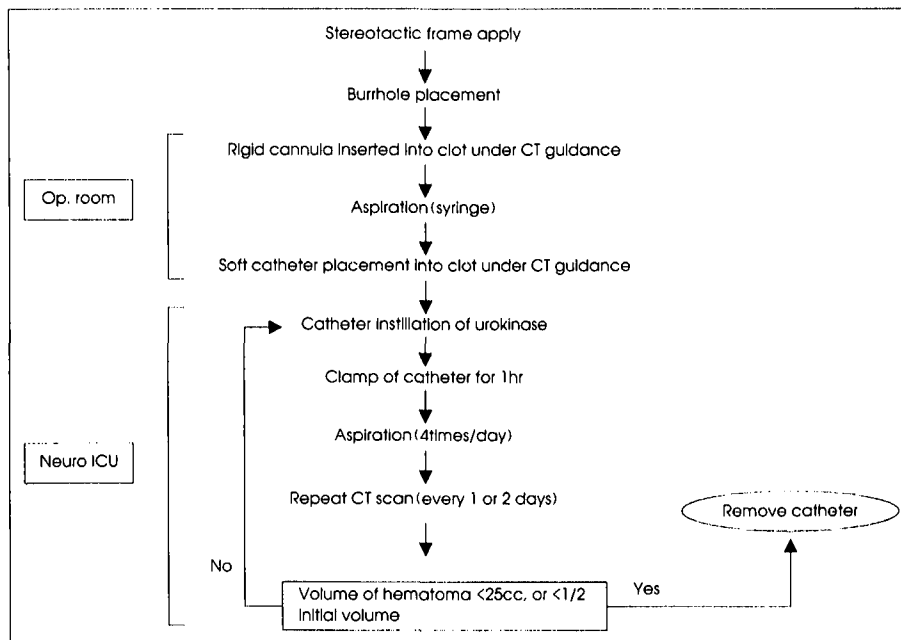 Stereotactic frame apply
Burrhole placement
Rigid cannula inserted into clot under CT guidance
Op. room
Aspiration(syringe)
Soft catheter placement into clot under CT guidance
Catheter instillation of urokinase
Clamp of catheter for 1hr
Aspiration(4times/day)
Neuro ICU
Repeat CT scan(every 1 or 2 days)
Remove catheter
No
Yes
Volume of hematoma <25cc, or <1/2
initial volume